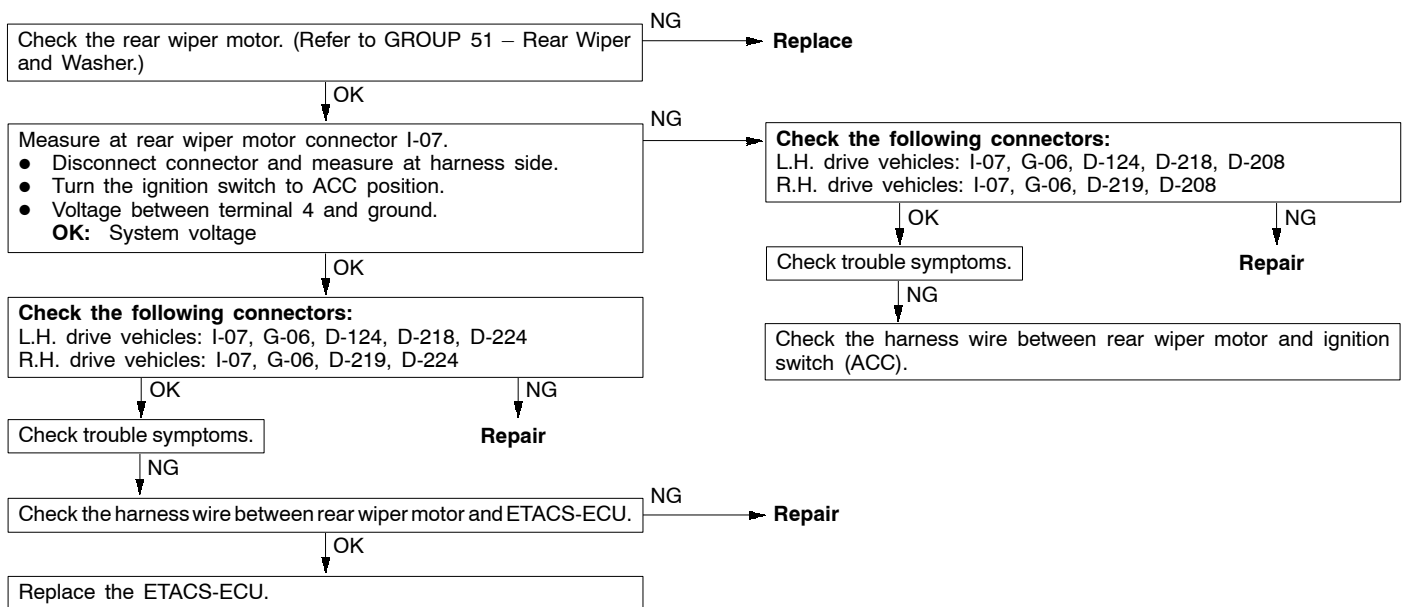 Check the rear wiper motor. (Refer to GROUP 51 – Rear Wiper
and Washer.)
NG
Replace
OK
Measure at rear wiper motor connector I-07.
● Disconnect connector and measure at harness side.
● Turn the ignition switch to ACC position.
● Voltage between terminal 4 and ground.
OK: System voltage
NG
Check the following connectors:
L.H. drive vehicles: I-07, G-06, D-124, D-218, D-208
R.H. drive vehicles: I-07, G-06, D-219, D-208
OK
NG
Check trouble symptoms.
Repair
NG
Check the harness wire between rear wiper motor and ignition
switch (ACC).
OK
Check the following connectors:
L.H. drive vehicles: I-07, G-06, D-124, D-218, D-224
R.H. drive vehicles: I-07, G-06, D-219, D-224
OK
NG
Check trouble symptoms.
Repair
NG
Check the harness wire between rear wiper motor and ETACS-ECU.
NG
Repair
OK
Replace the ETACS-ECU.